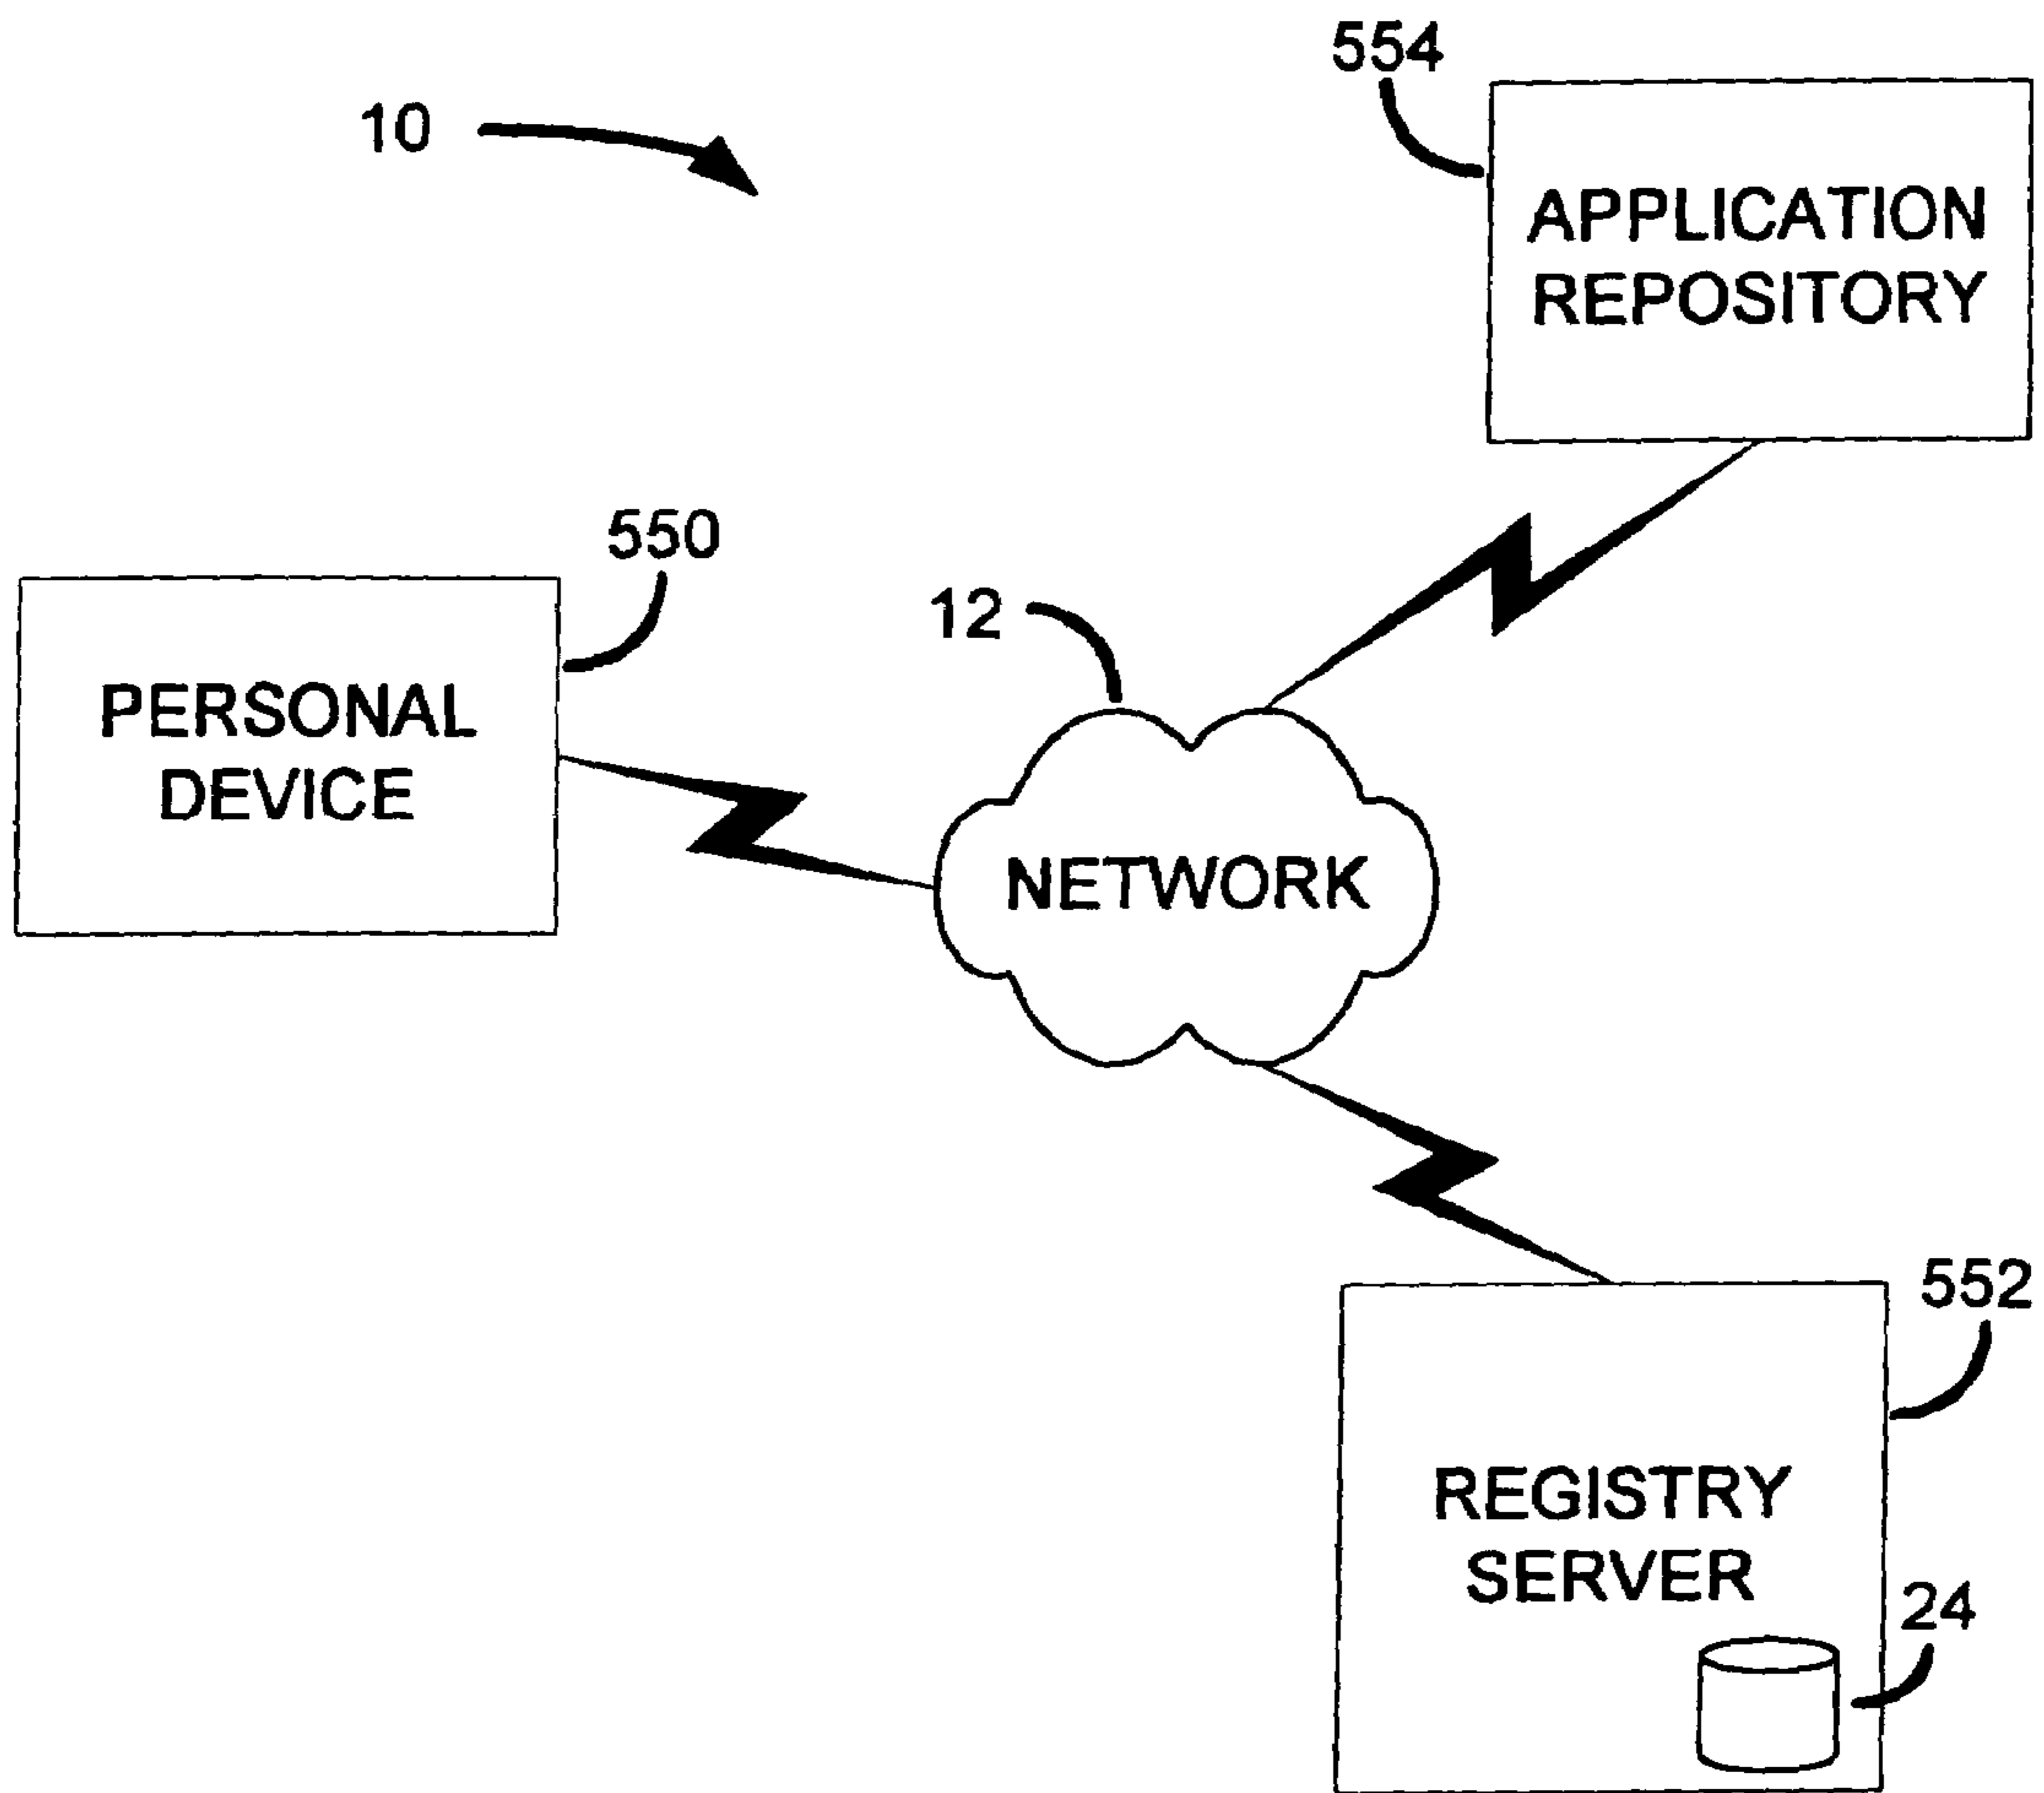 554
10
APPLICATION
REPOSITORY
550
12
PERSONAL
DEVICE
NETWORK
552
REGISTRY
SERVER
24